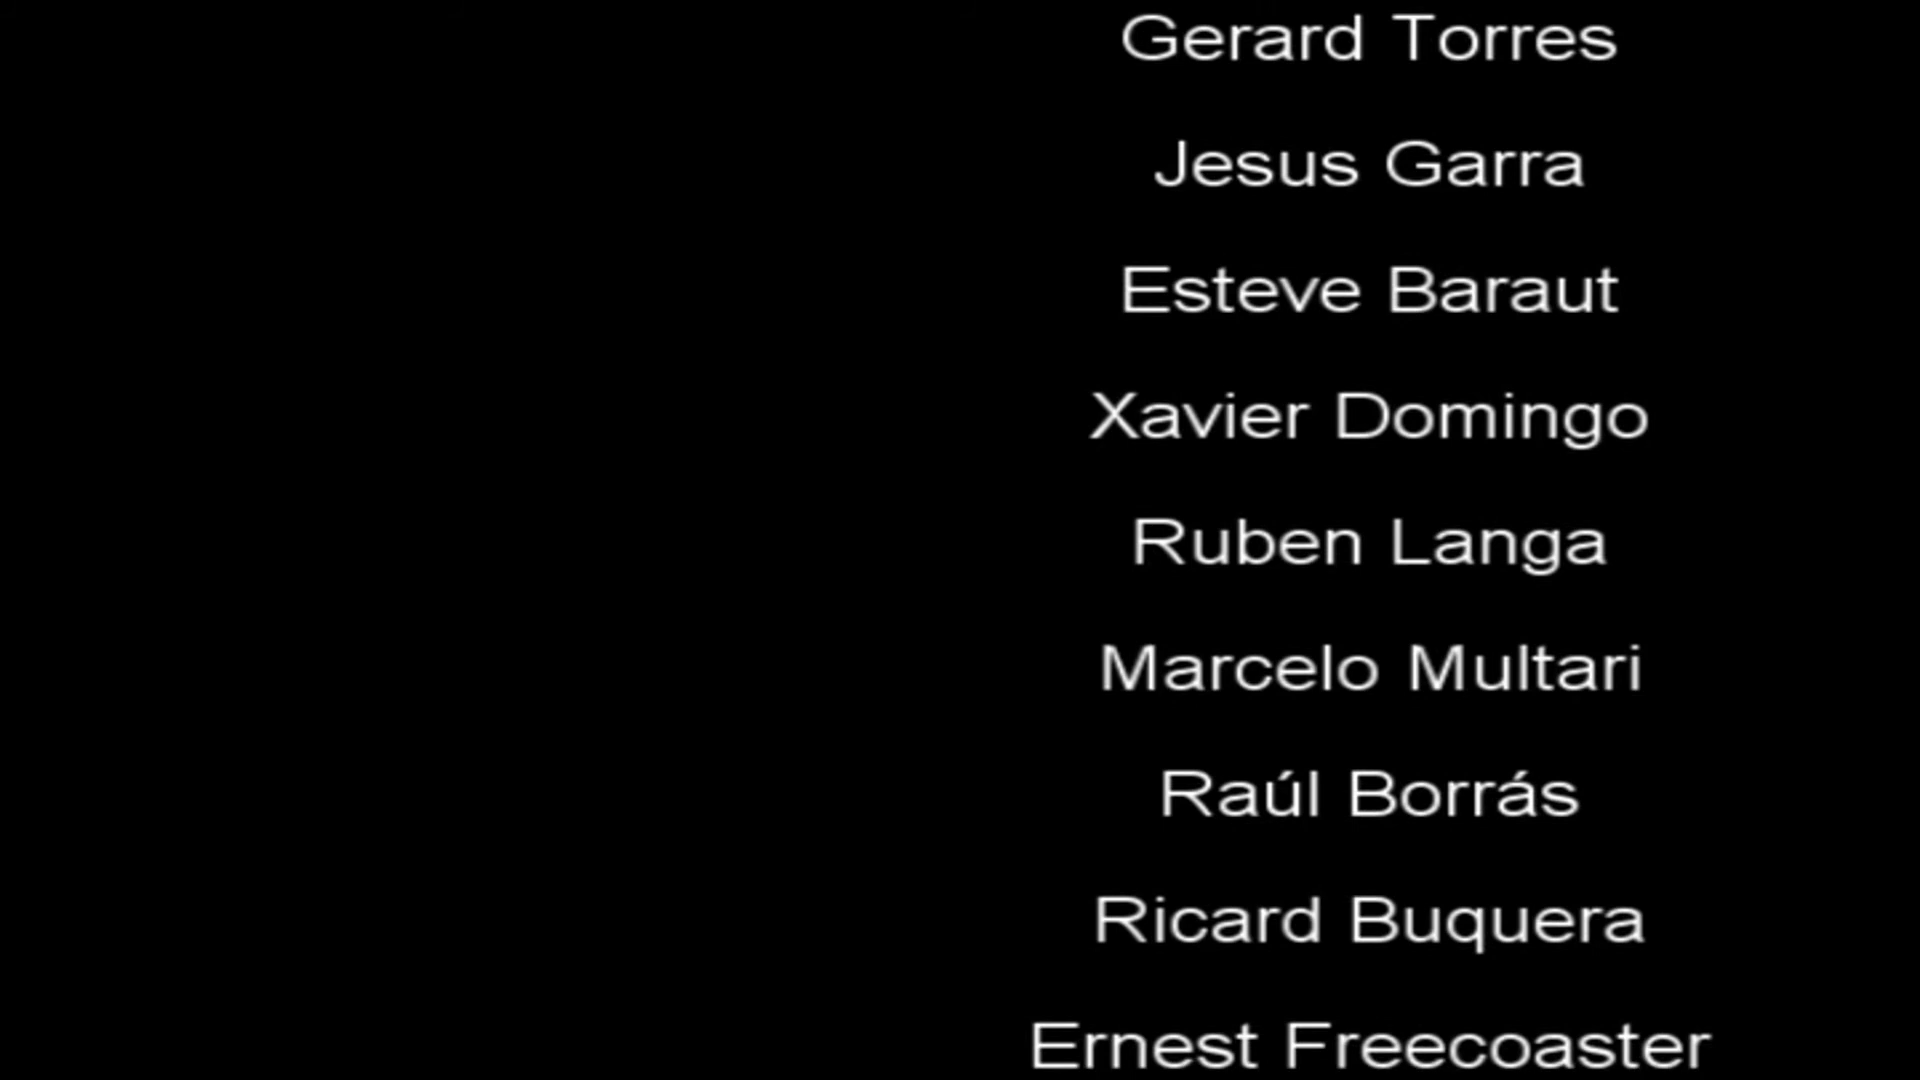 Gerard Torres
Jesus Garra
Esteve Baraut
Xavier Domingo
Ruben Langa
Marcelo Multari
Raúl Borrás
Ricard Buquera
Ernest Freecoaster